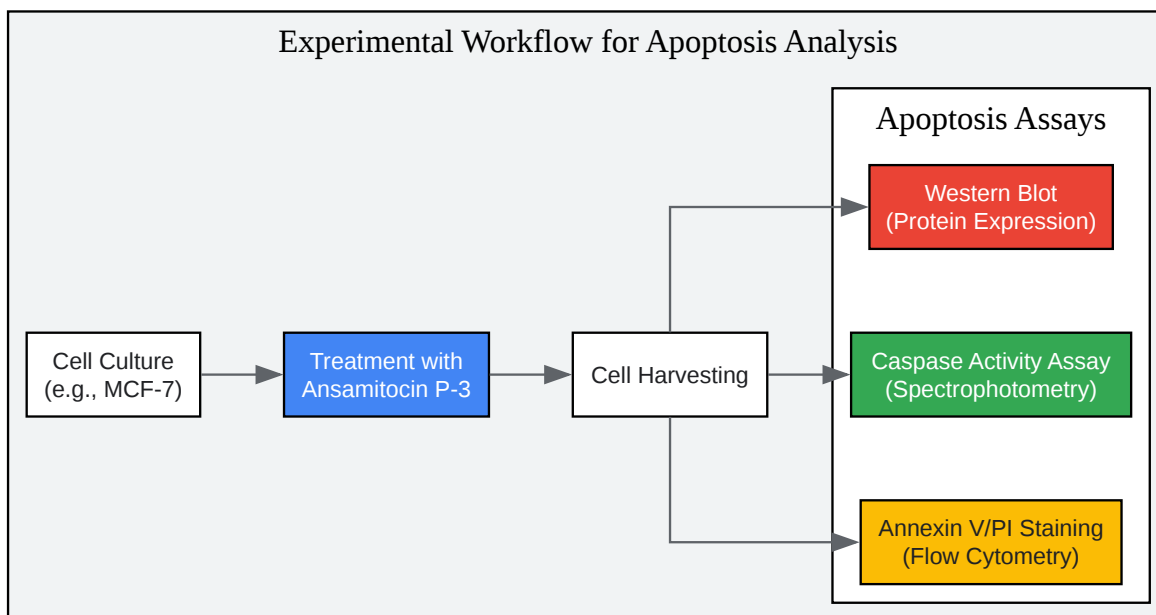 Experimental Workflow for Apoptosis Analysis
Apoptosis Assays
Western Blot
(Protein Expression)
Cell Culture
(e.g., MCF-7)
Treatment with
Ansamitocin P-3
Cell Harvesting
Caspase Activity Assay
(Spectrophotometry)
Annexin V/PI Staining
(Flow Cytometry)